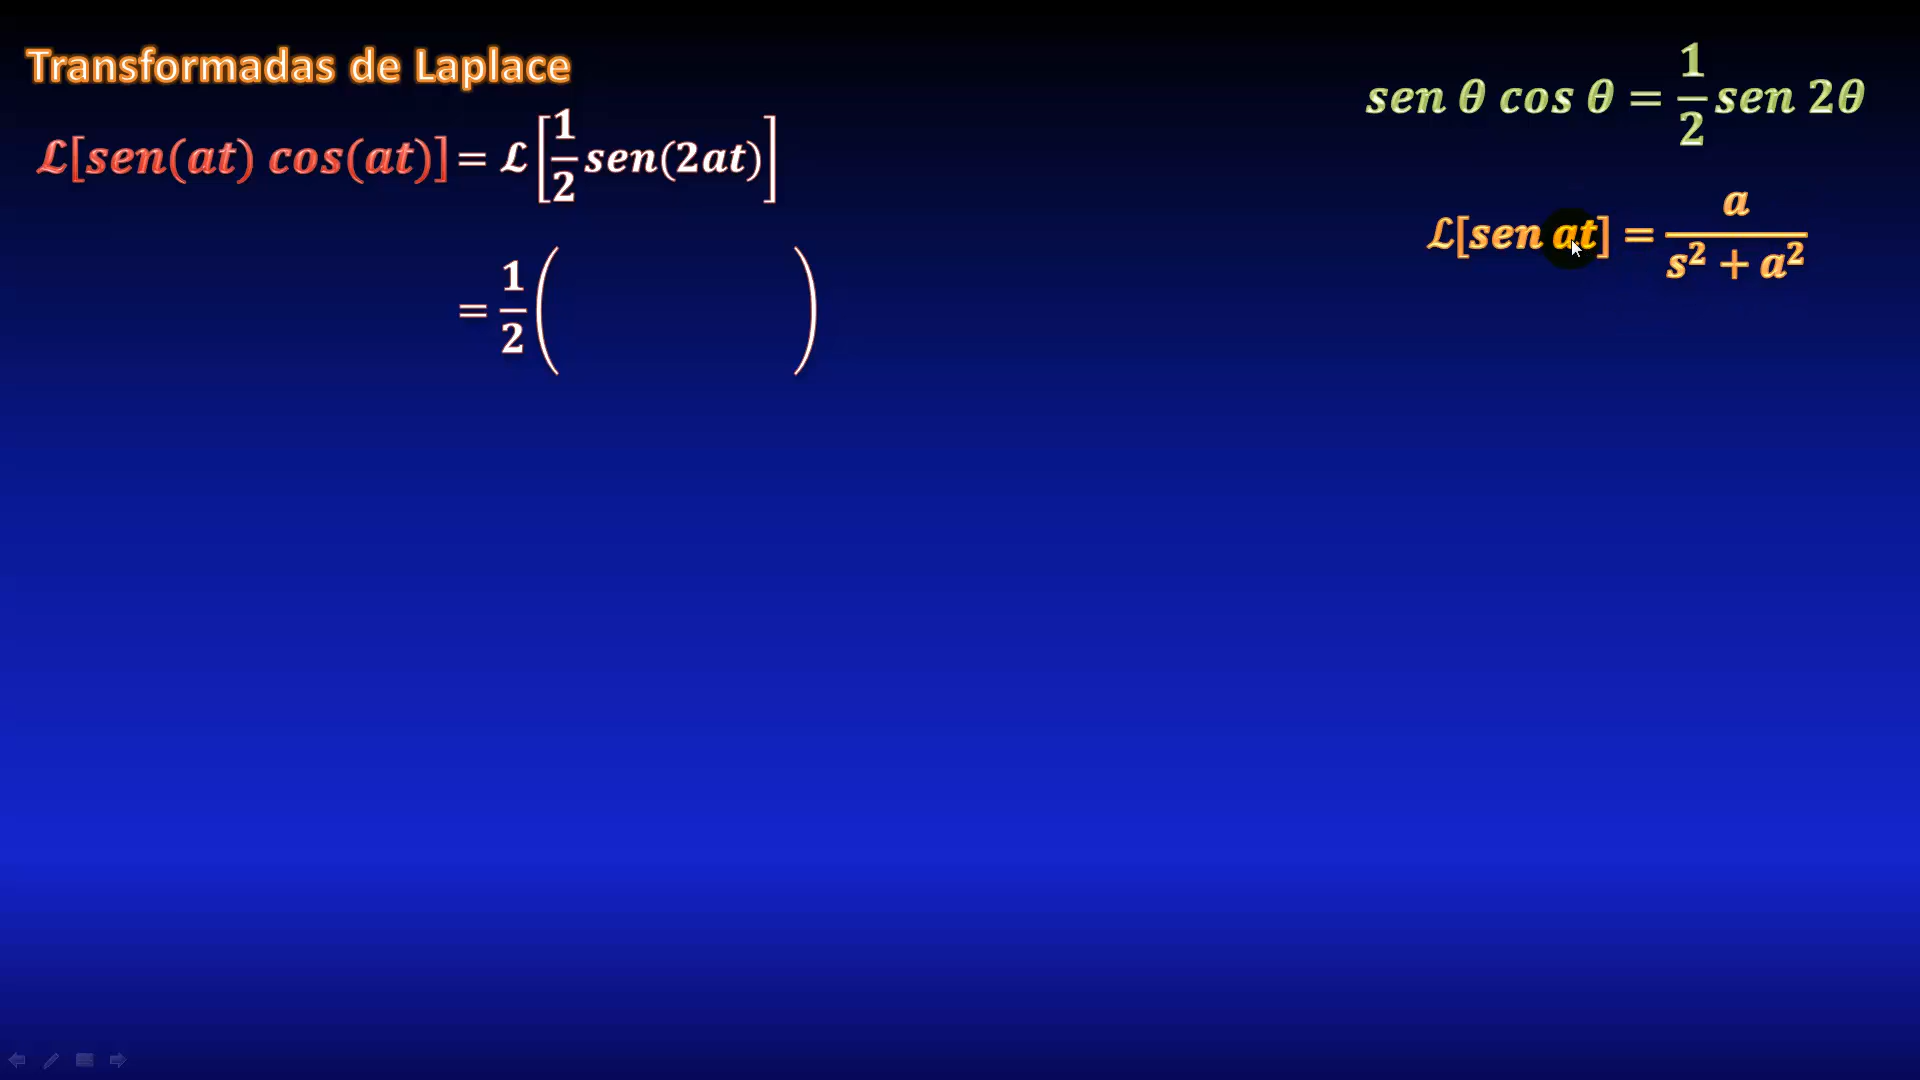 Transformadas de Laplace
ℒ[sen(at) cos(at)] = ℒ[1/2 sen(2at)]
= 1/2 ( )
sen θ cos θ = 1/2 sen 2θ
ℒ[sen at] = a/(s² + a²)